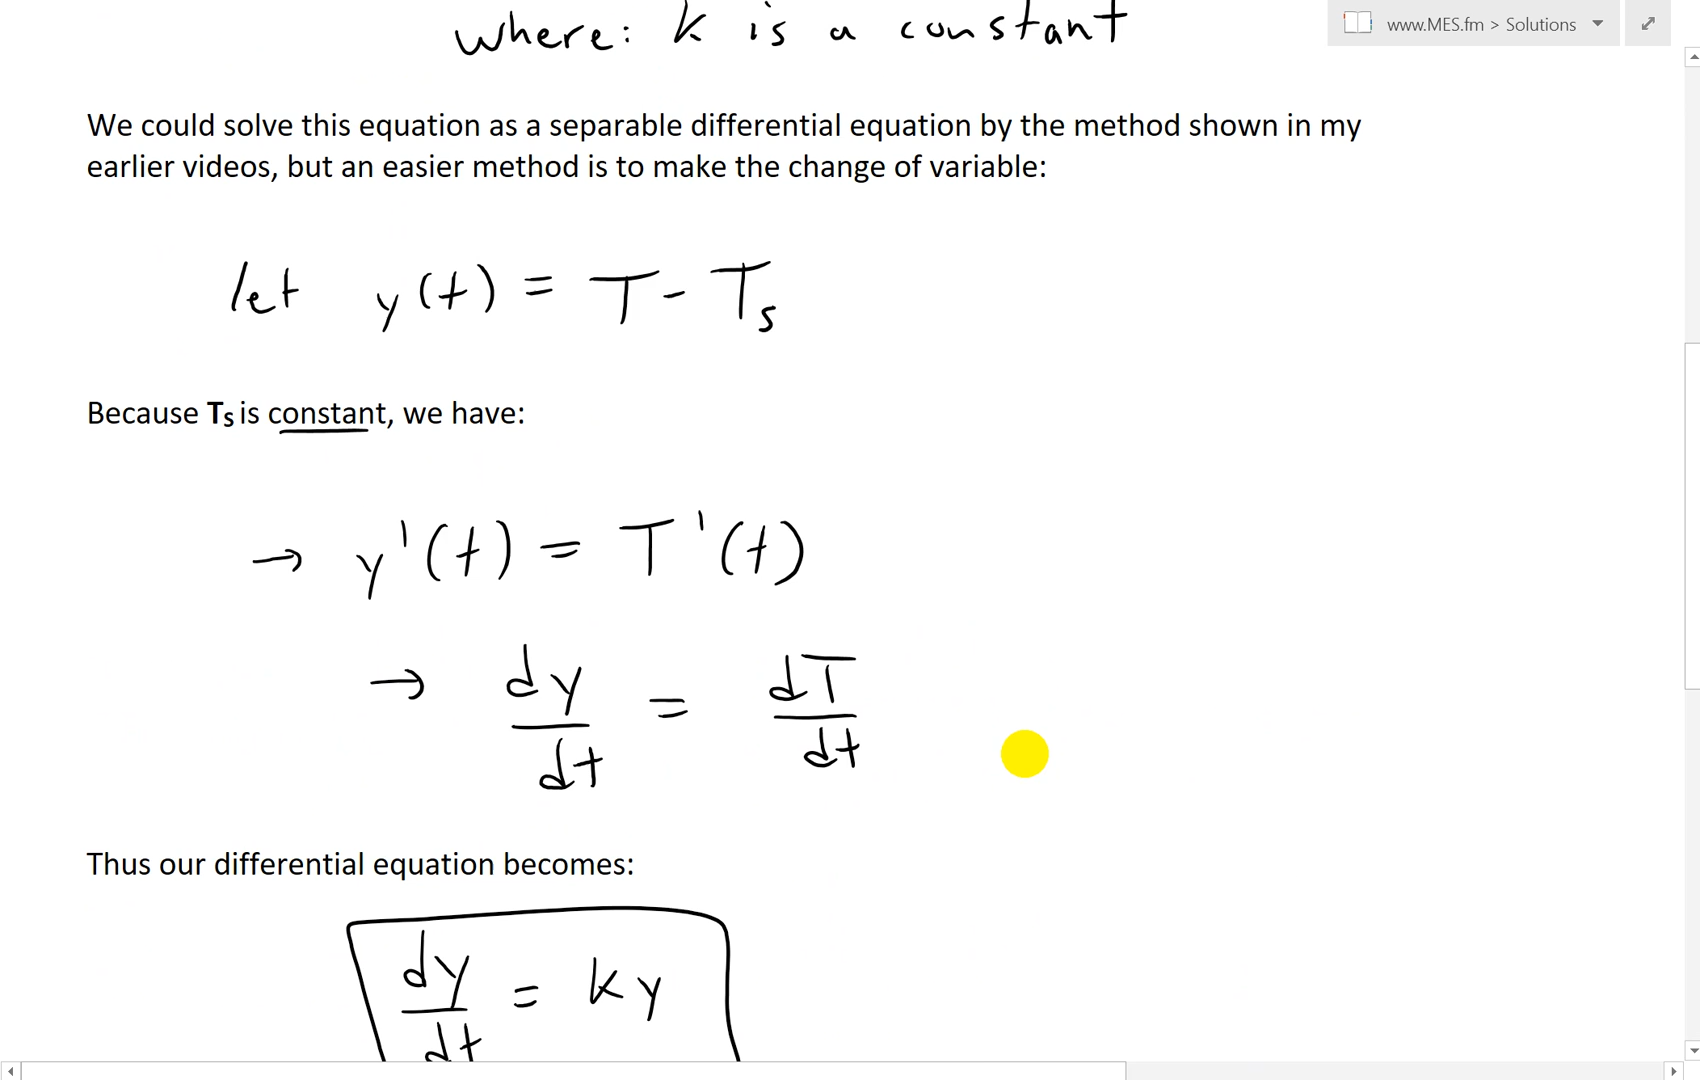 where: k is a constant
www.MES.fm > Solutions
We could solve this equation as a separable differential equation by the method shown in my
earlier videos, but an easier method is to make the change of variable:
let y(t) = T - Ts
Because Ts is constant, we have:
→ y'(t) = T'(t)
→ dy/dt = dT/dt
Thus our differential equation becomes:
dy/dt = ky